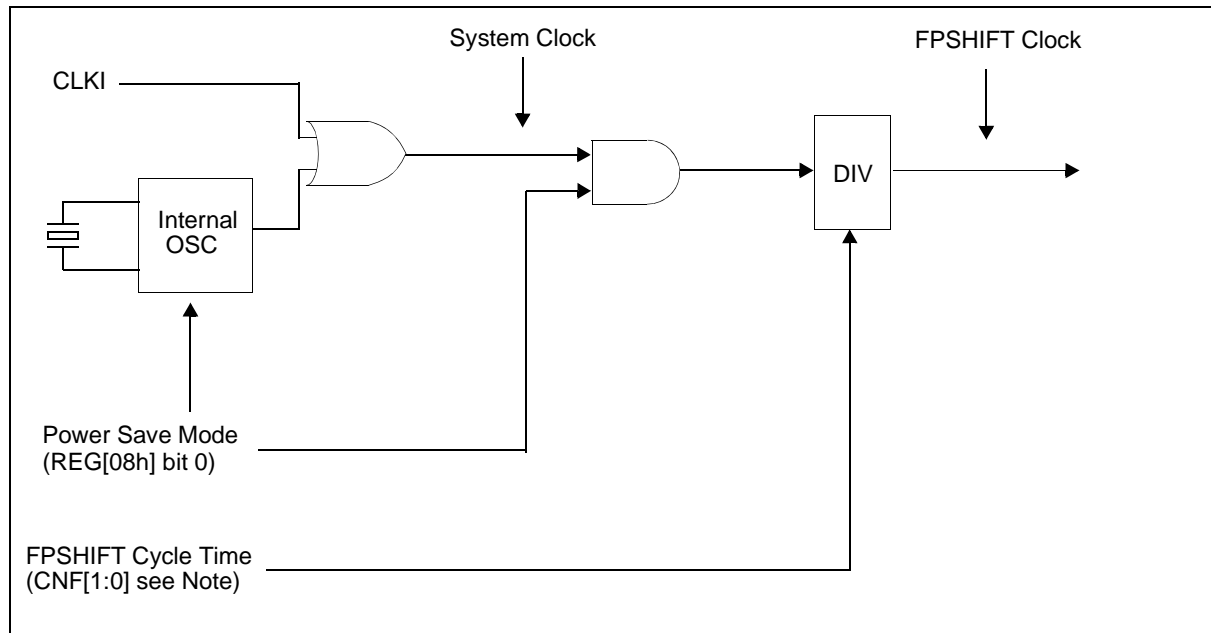 System Clock
FPSHIFT Clock
CLKI
Internal
OSC
DIV
Power Save Mode
(REG[08h] bit 0)
FPSHIFT Cycle Time
(CNF[1:0] see Note)